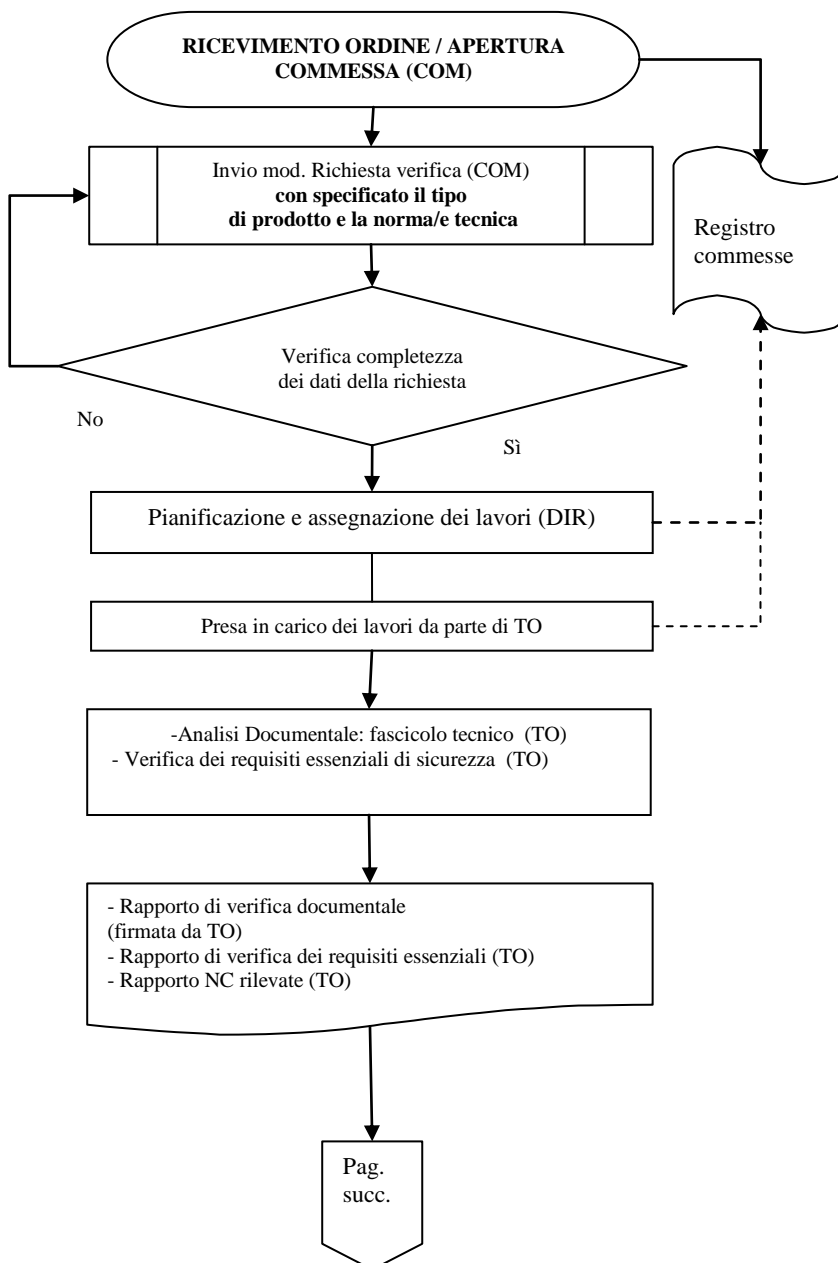 RICEVIMENTO ORDINE / APERTURA
COMMESSA (COM)
Invio mod. Richiesta verifica (COM)
con specificato il tipo
di prodotto e la norma/e tecnica
Registro
commesse
Verifica completezza
dei dati della richiesta
No
Sì
Pianificazione e assegnazione dei lavori (DIR)
Presa in carico dei lavori da parte di TO
-Analisi Documentale: fascicolo tecnico (TO)
- Verifica dei requisiti essenziali di sicurezza (TO)
- Rapporto di verifica documentale
(firmata da TO)
- Rapporto di verifica dei requisiti essenziali (TO)
- Rapporto NC rilevate (TO)
Pag.
succ.